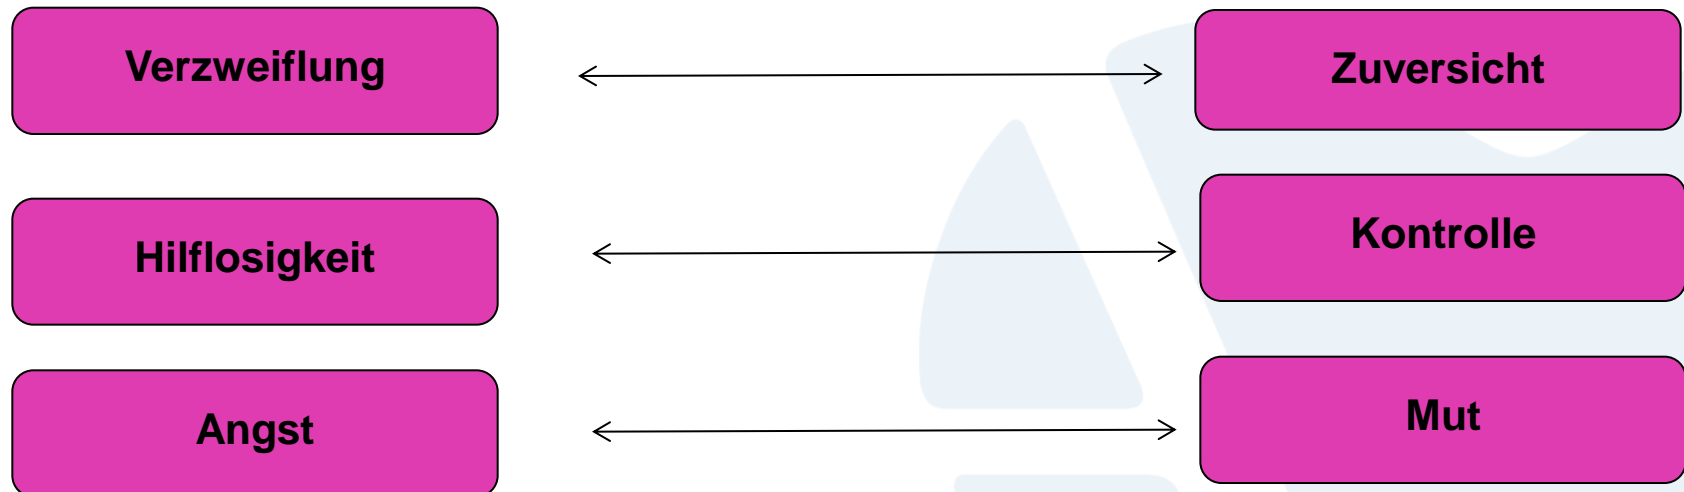 Verzweiflung
Zuversicht
Hilflosigkeit
Kontrolle
Angst
Mut